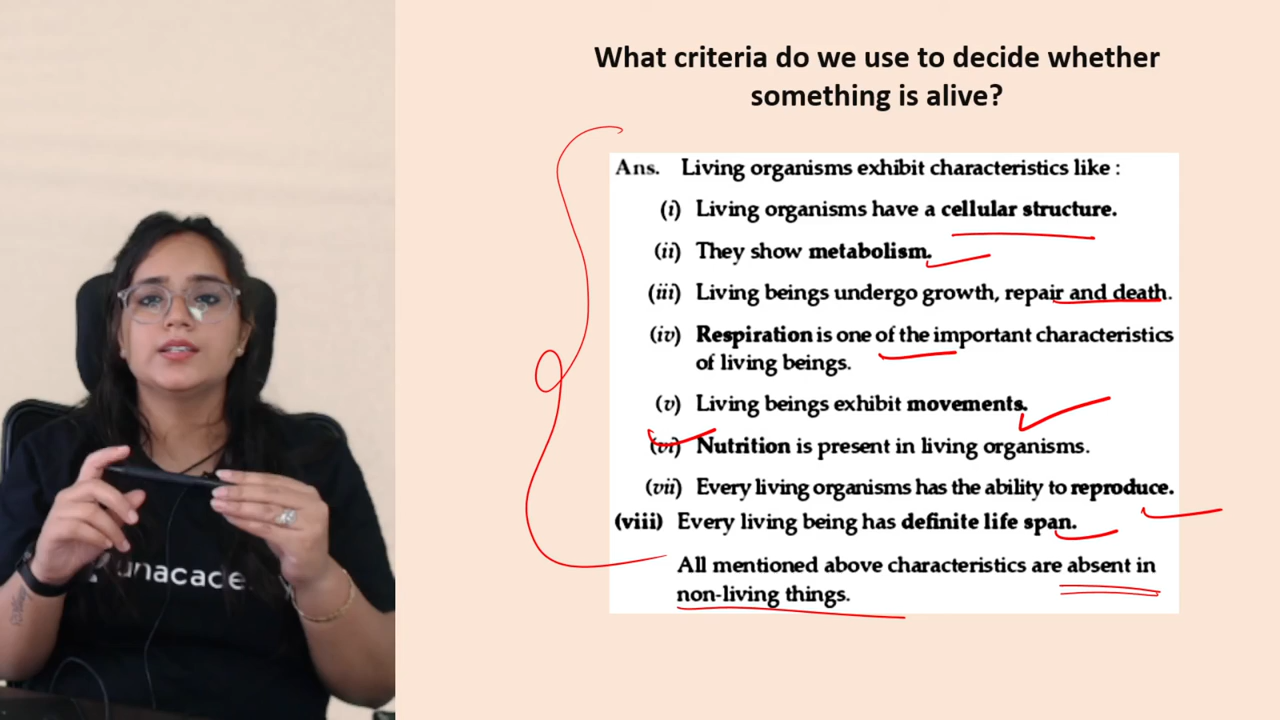 What criteria do we use to decide whether
something is alive?
Ans. Living organisms exhibit characteristics like :
(i) Living organisms have a cellular structure.
(ii) They show metabolism.
(iii) Living beings undergo growth, repair and death.
(iv) Respiration is one of the important characteristics
of living beings.
(v) Living beings exhibit movements.
(vi) Nutrition is present in living organisms.
(vii) Every living organisms has the ability to reproduce.
(viii) Every living being has definite life span.
All mentioned above characteristics are absent in
non-living things.
unacade